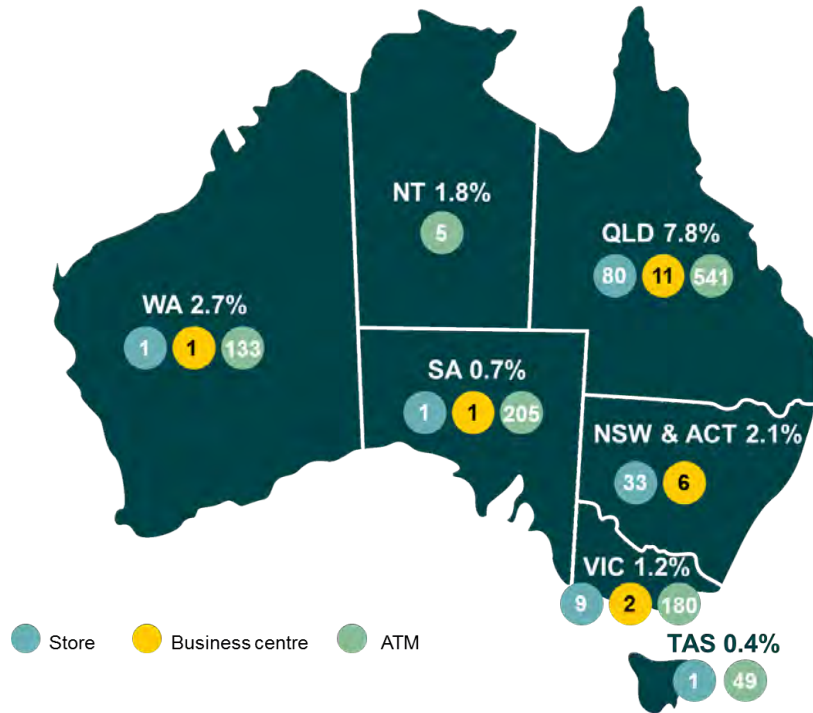 NT 1.8%
5
QLD 7.8%
80 11 541
WA 2.7%
1 1 133
SA 0.7%
1 1 205
NSW & ACT 2.1%
33 6
VIC 1.2%
9 2 180
Store Business centre ATM
TAS 0.4%
1 49